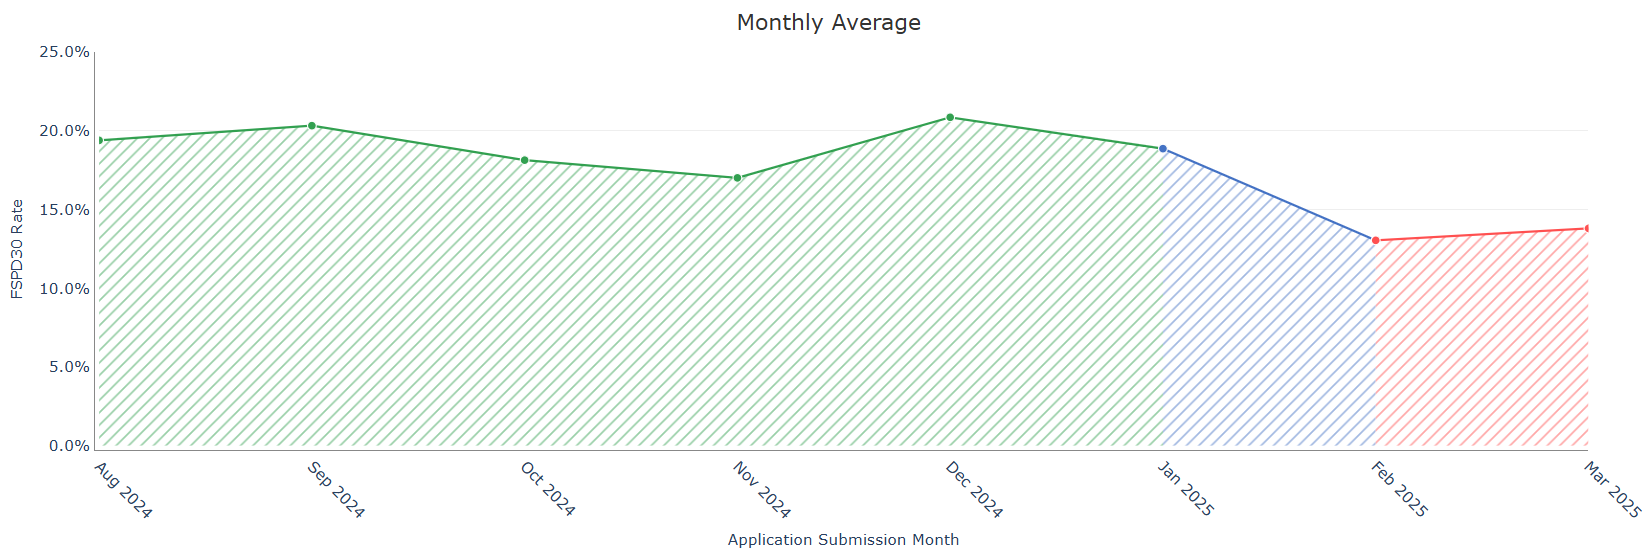 Monthly Average
25.0%
20.0%
15.0%
10.0%
5.0%
0.0%
FSPD30 Rate
Aug 2024
Sep 2024
Oct 2024
Nov 2024
Dec 2024
Jan 2025
Feb 2025
Mar 2025
Application Submission Month